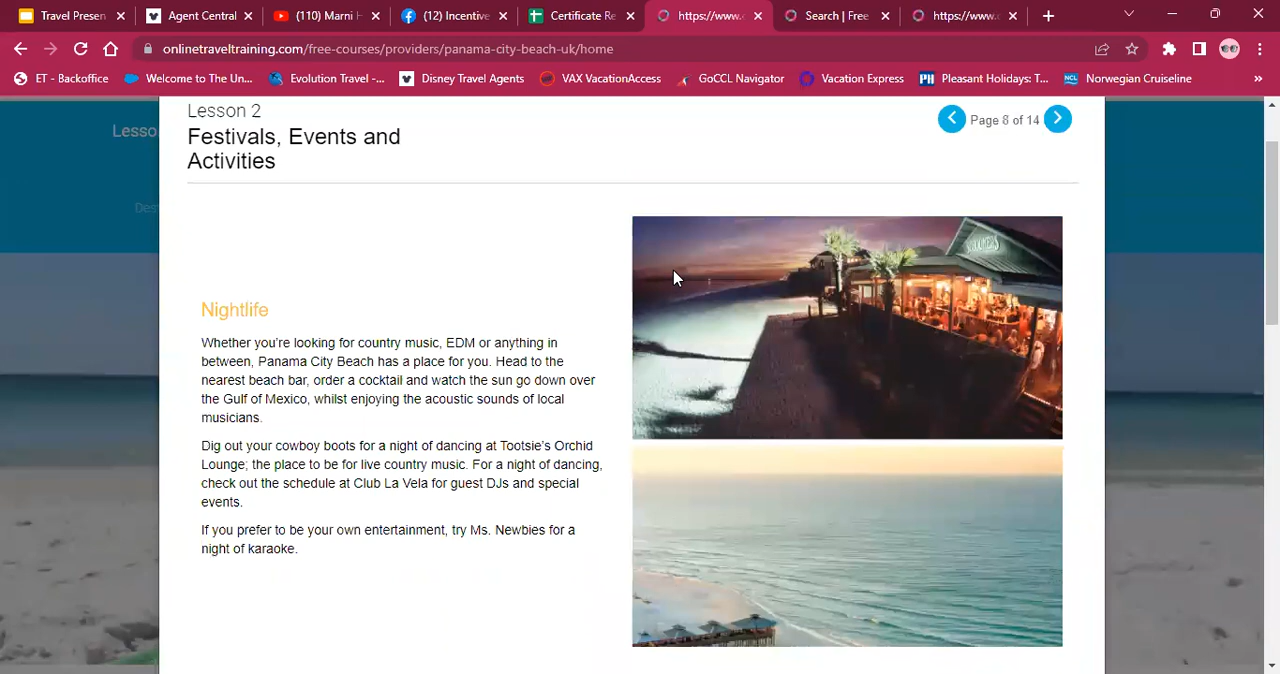 Travel Presen
Agent Central
(110) Marni H
(12) Incentive
Certificate Re
https://www.
Search | Free
https://www.
onlinetraveltraining.com/free-courses/providers/panama-city-beach-uk/home
ET - Backoffice
Welcome to The Un...
Evolution Travel -...
Disney Travel Agents
VAX VacationAccess
GoCCL Navigator
Vacation Express
PH
Pleasant Holidays: T...
NCL
Norwegian Cruiseline
»
Lesso
Des
Lesson 2
Festivals, Events and
Activities
Page 8 of 14
Nightlife
Whether you're looking for country music, EDM or anything in
between, Panama City Beach has a place for you. Head to the
nearest beach bar, order a cocktail and watch the sun go down over
the Gulf of Mexico, whilst enjoying the acoustic sounds of local
musicians.
Dig out your cowboy boots for a night of dancing at Tootsie's Orchid
Lounge; the place to be for live country music. For a night of dancing,
check out the schedule at Club La Vela for guest DJs and special
events.
If you prefer to be your own entertainment, try Ms. Newbies for a
night of karaoke.